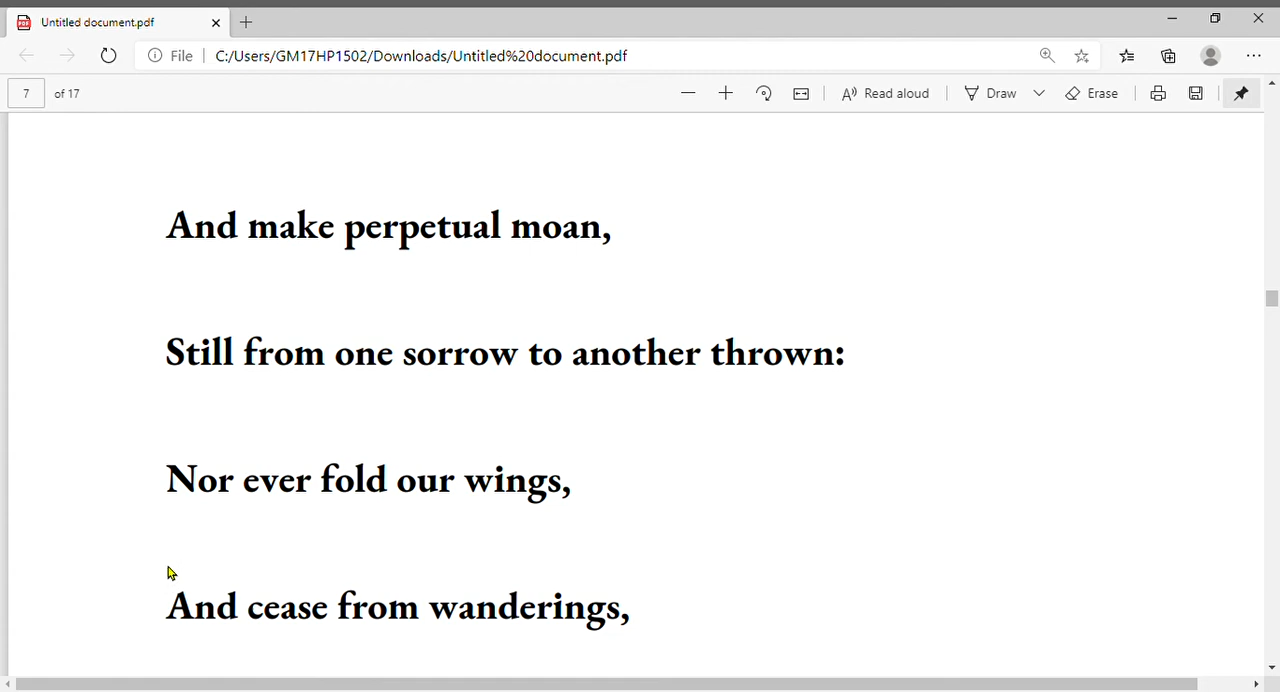 Untitled document.pdf
File
C:/Users/GM17HP1502/Downloads/Untitled%20document.pdf
7 of 17
Read aloud
Draw
Erase
And make perpetual moan,
Still from one sorrow to another thrown:
Nor ever fold our wings,
And cease from wanderings,